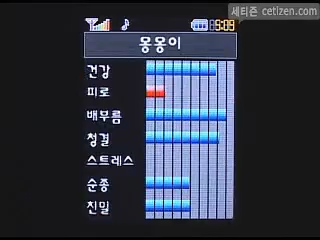 세티즌 cetizen.com
5:09
몽몽이
건강
피로
배부름
청결
스트레스
순종
친밀